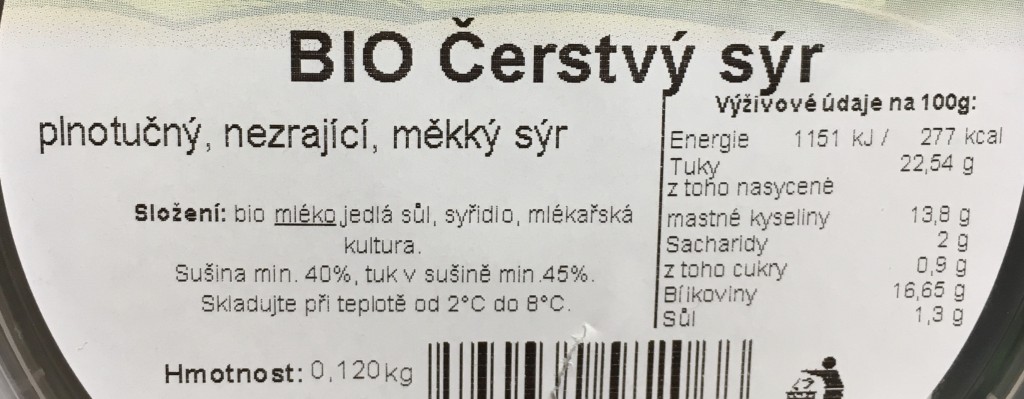 BIO Čerstvý sýr
plnotučný, nezrající, měkký sýr
Složení: bio mléko jedlá sůl, syřidlo, mlékařská
kultura.
Sušina min. 40%, tuk v sušině min.45%.
Skladujte při teplotě od 2°C do 8°C.
Hmotnost: 0,120kg
Výživové údaje na 100g:
Energie 1151 kJ / 277 kcal
Tuky 22,54 g
z toho nasycené
mastné kyseliny 13,8 g
Sacharidy 2 g
z toho cukry 0,9 g
Bílkoviny 16,65 g
Sůl 1,3 g